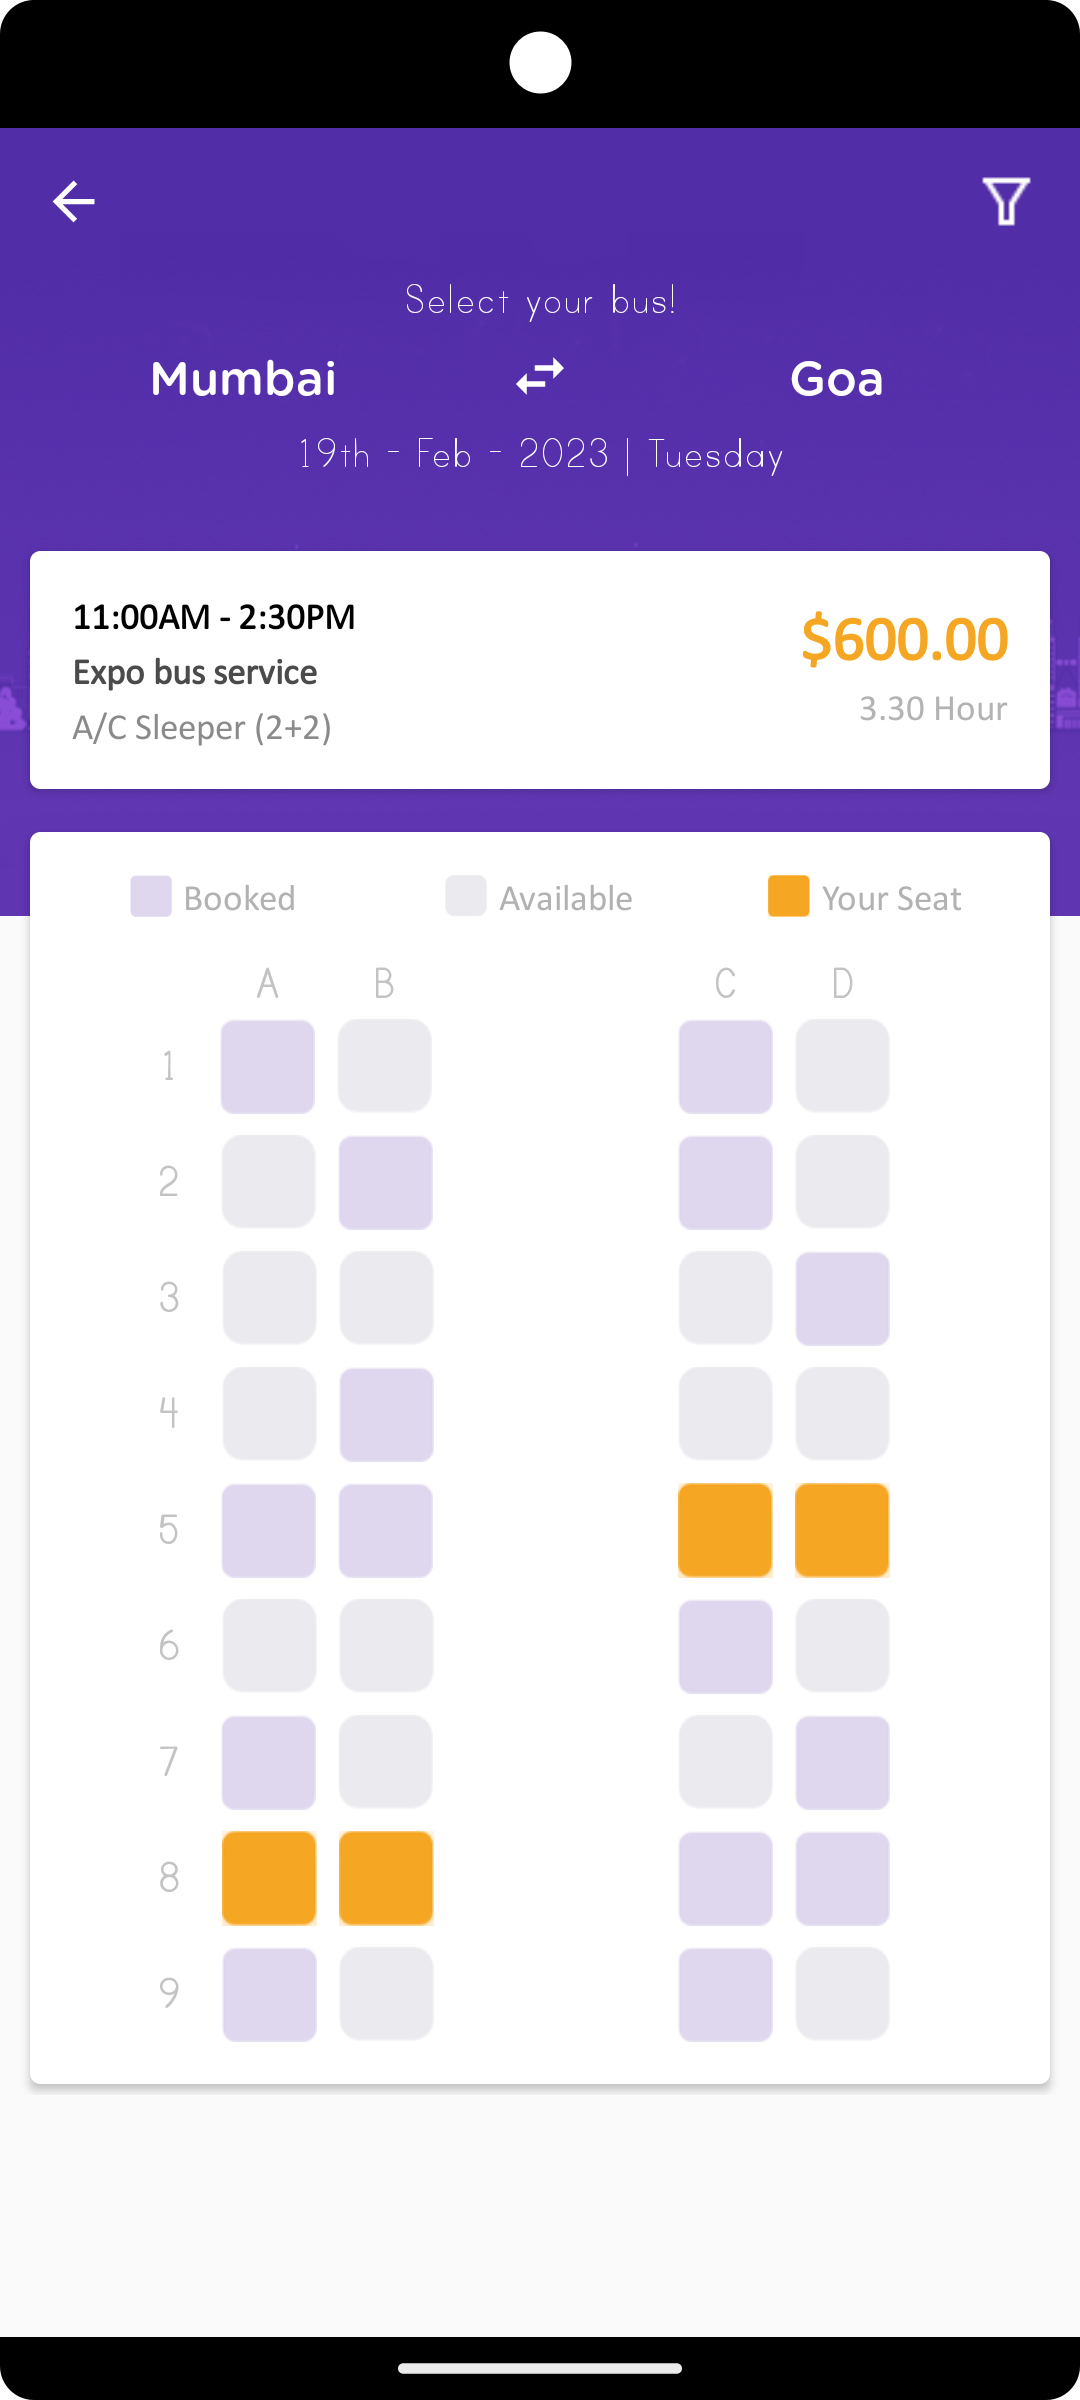 Select your bus!
Mumbai Goa
19th - Feb - 2023 | Tuesday
11:00AM - 2:30PM
$600.00
Expo bus service
3.30 Hour
A/C Sleeper (2+2)
Booked Available Your Seat
A B C D
1
2
3
4
5
6
7
8
9